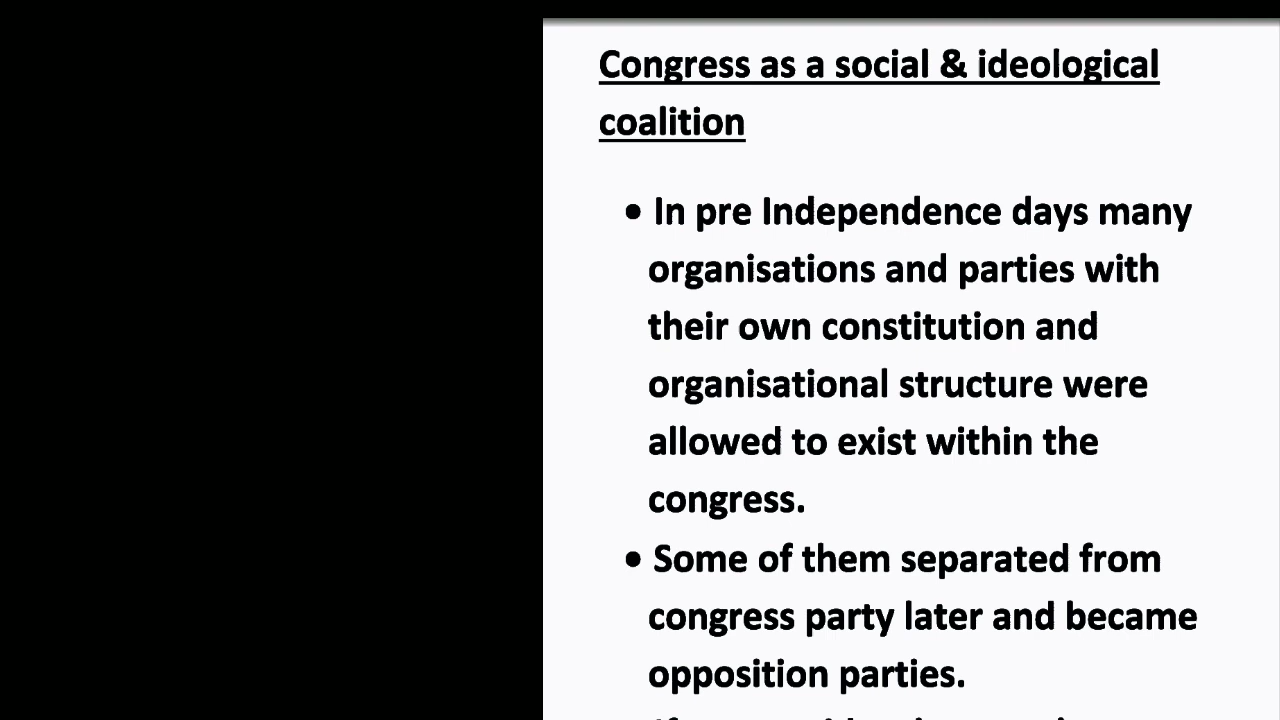 Congress as a social & ideological
coalition
• In pre Independence days many
organisations and parties with
their own constitution and
organisational structure were
allowed to exist within the
congress.
• Some of them separated from
congress party later and became
opposition parties.